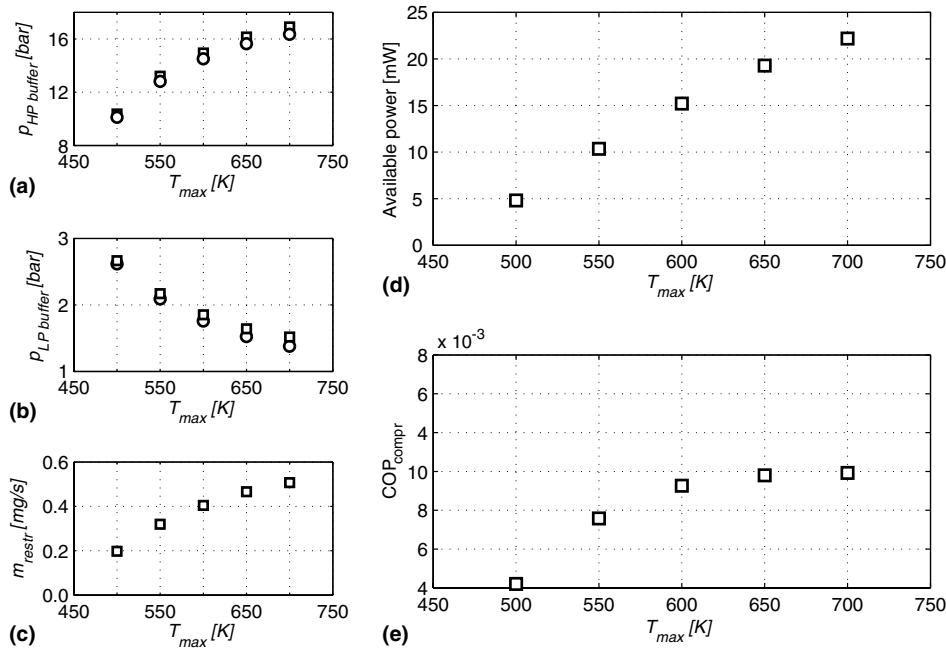 16
12
8
p_HP buffer [bar]
450 500 550 600 650 700 750
T_max [K]
(a)
3
2
1
p_LP buffer [bar]
450 500 550 600 650 700 750
T_max [K]
(b)
0.6
0.4
0.2
0.0
m_restr [mg/s]
450 500 550 600 650 700 750
T_max [K]
(c)
25
20
15
10
5
0
Available power [mW]
450 500 550 600 650 700 750
T_max [K]
(d)
x 10⁻³
8
8
10
8
6
6
4
COP_compr
450 500 550 600 650 700 750
T_max [K]
(e)